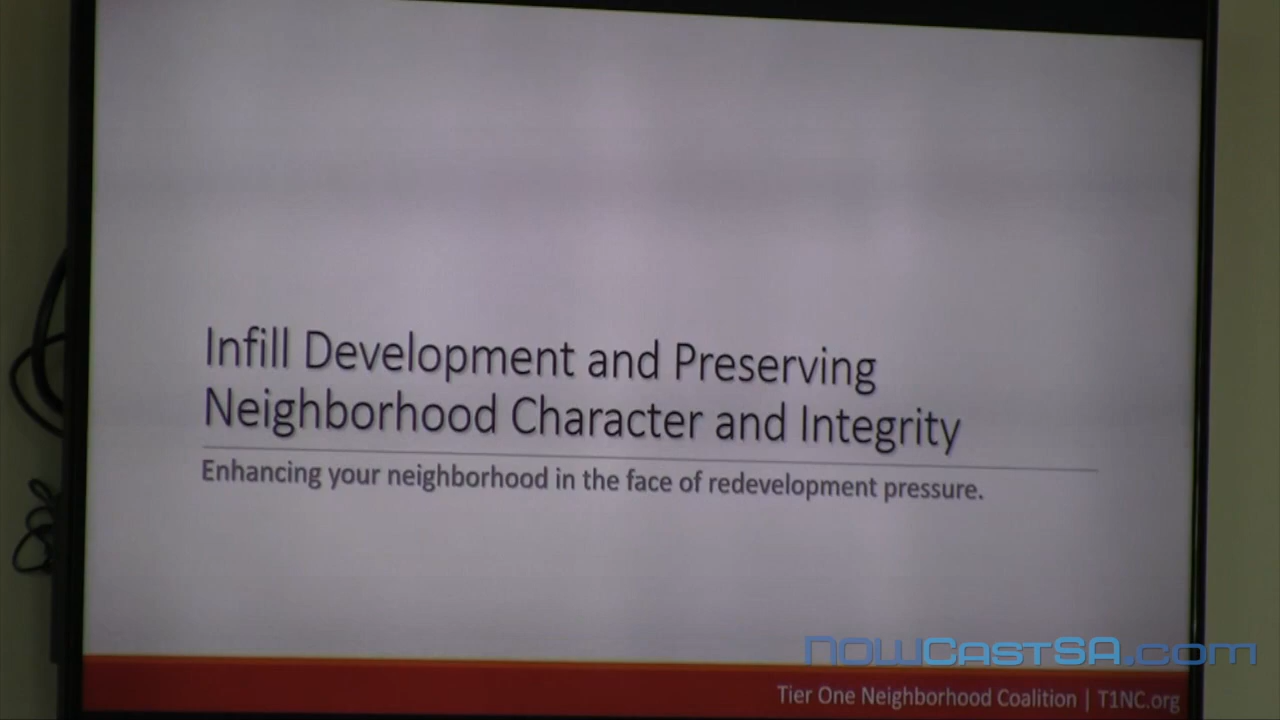 Infill Development and Preserving
Neighborhood Character and Integrity
Enhancing your neighborhood in the face of redevelopment pressure.
NOWCASTSA.com
Tier One Neighborhood Coalition | T1NC.org